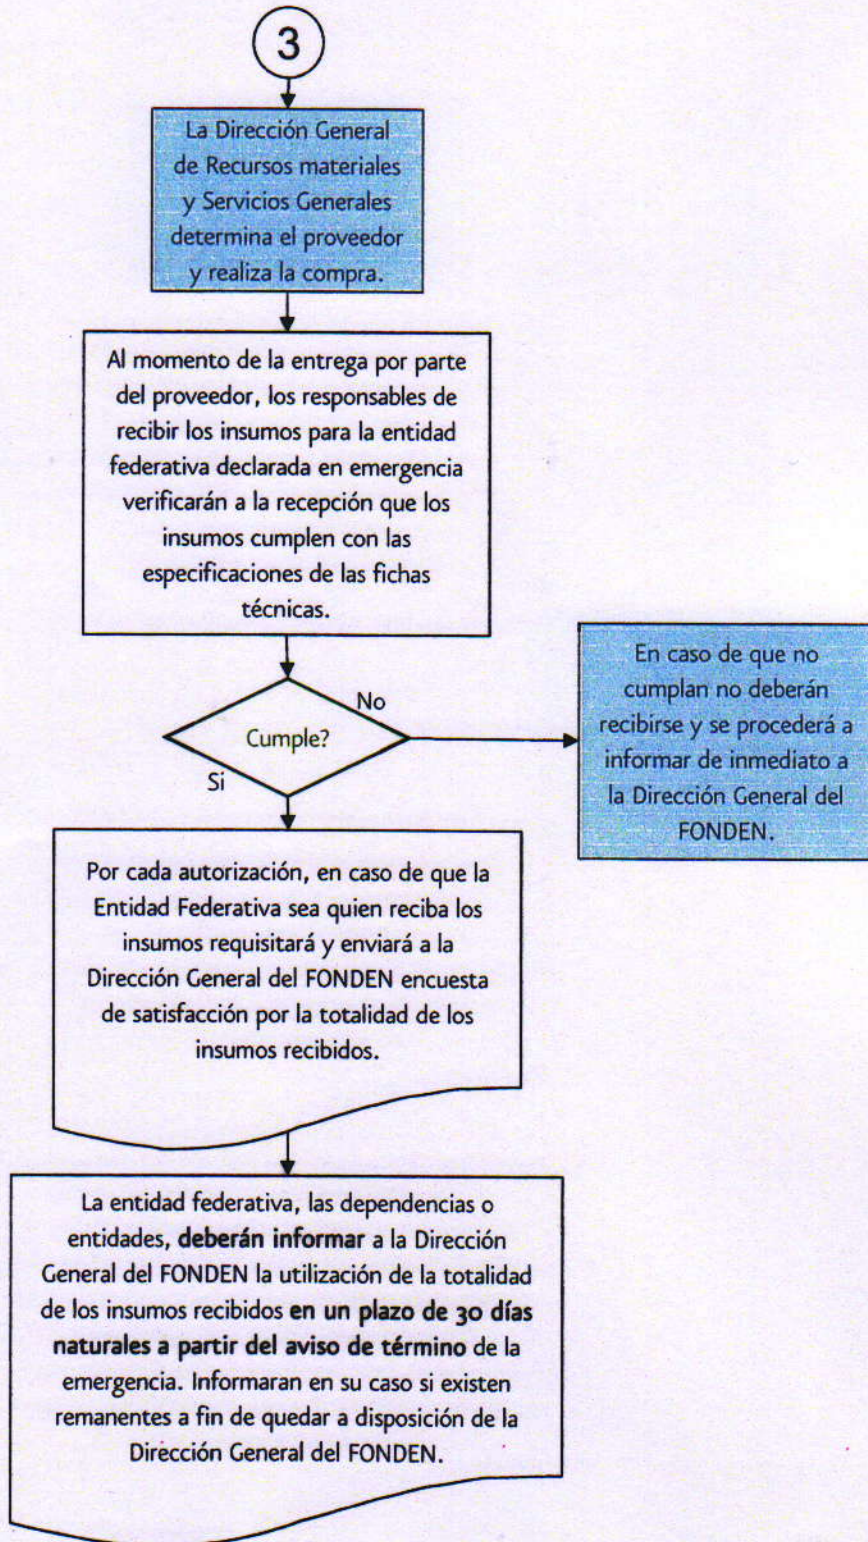 3
La Dirección General
de Recursos materiales
y Servicios Generales
determina el proveedor
y realiza la compra.
Al momento de la entrega por parte
del proveedor, los responsables de
recibir los insumos para la entidad
federativa declarada en emergencia
verificarán a la recepción que los
insumos cumplen con las
especificaciones de las fichas
técnicas.
Cumple?
No
Si
En caso de que no
cumplan no deberán
recibirse y se procederá a
informar de inmediato a
la Dirección General del
FONDEN.
Por cada autorización, en caso de que la
Entidad Federativa sea quien reciba los
insumos requisitará y enviará a la
Dirección General del FONDEN encuesta
de satisfacción por la totalidad de los
insumos recibidos.
La entidad federativa, las dependencias o
entidades, deberán informar a la Dirección
General del FONDEN la utilización de la totalidad
de los insumos recibidos en un plazo de 30 días
naturales a partir del aviso de término de la
emergencia. Informaran en su caso si existen
remanentes a fin de quedar a disposición de la
Dirección General del FONDEN.